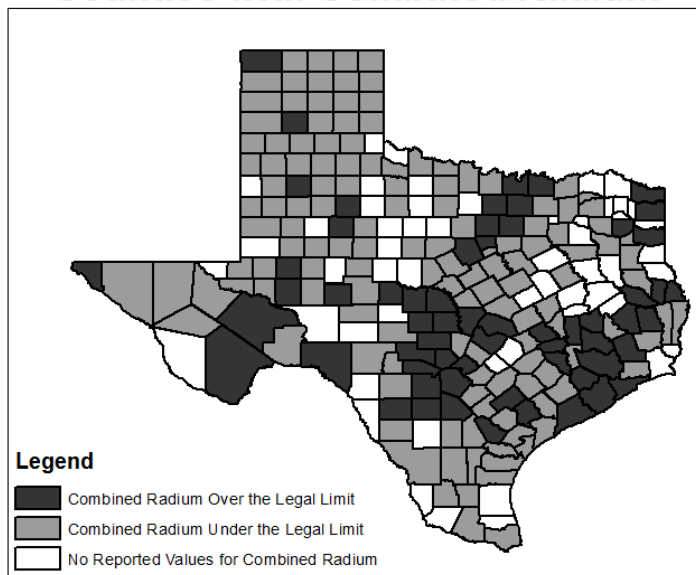 Legend
Combined Radium Over the Legal Limit
Combined Radium Under the Legal Limit
No Reported Values for Combined Radium